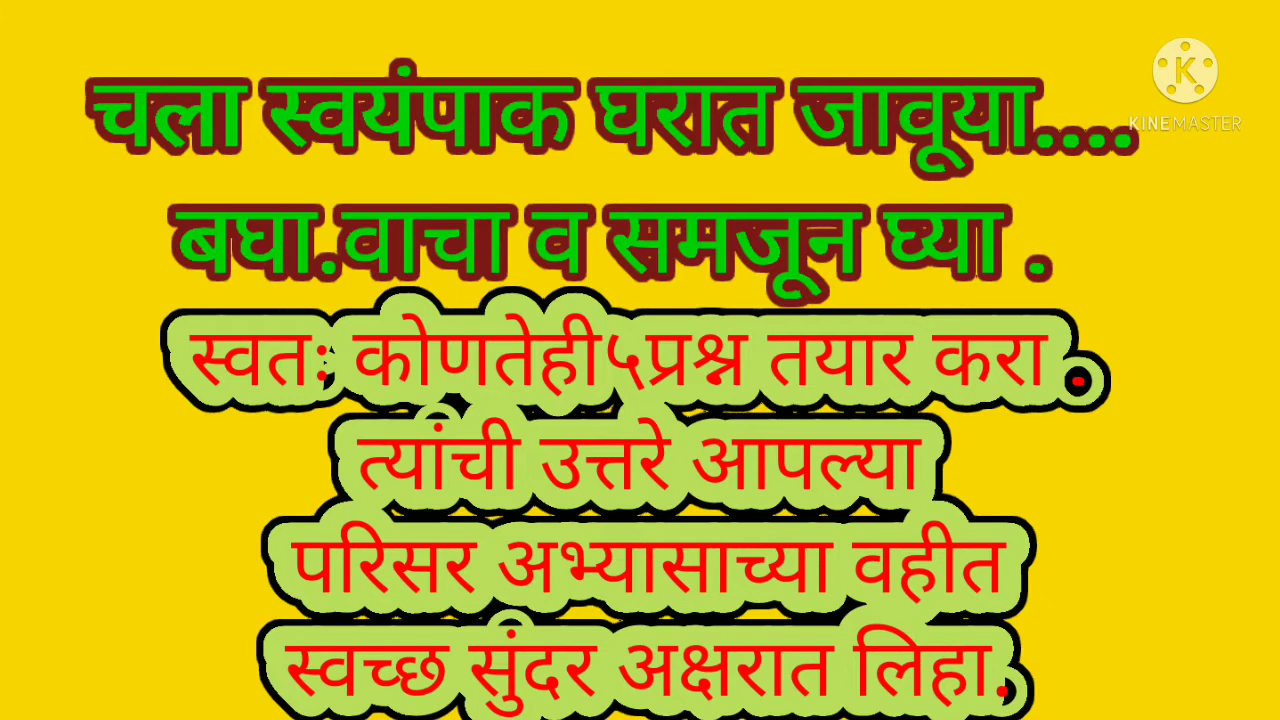 चला स्वयंपाक घरात जावूया....
KINEMASTER
बघा.वाचा व समजून घ्या .
स्वतः कोणतेही५प्रश्न तयार करा .
त्यांची उत्तरे आपल्या
परिसर अभ्यासाच्या वहीत
स्वच्छ सुंदर अक्षरात लिहा.